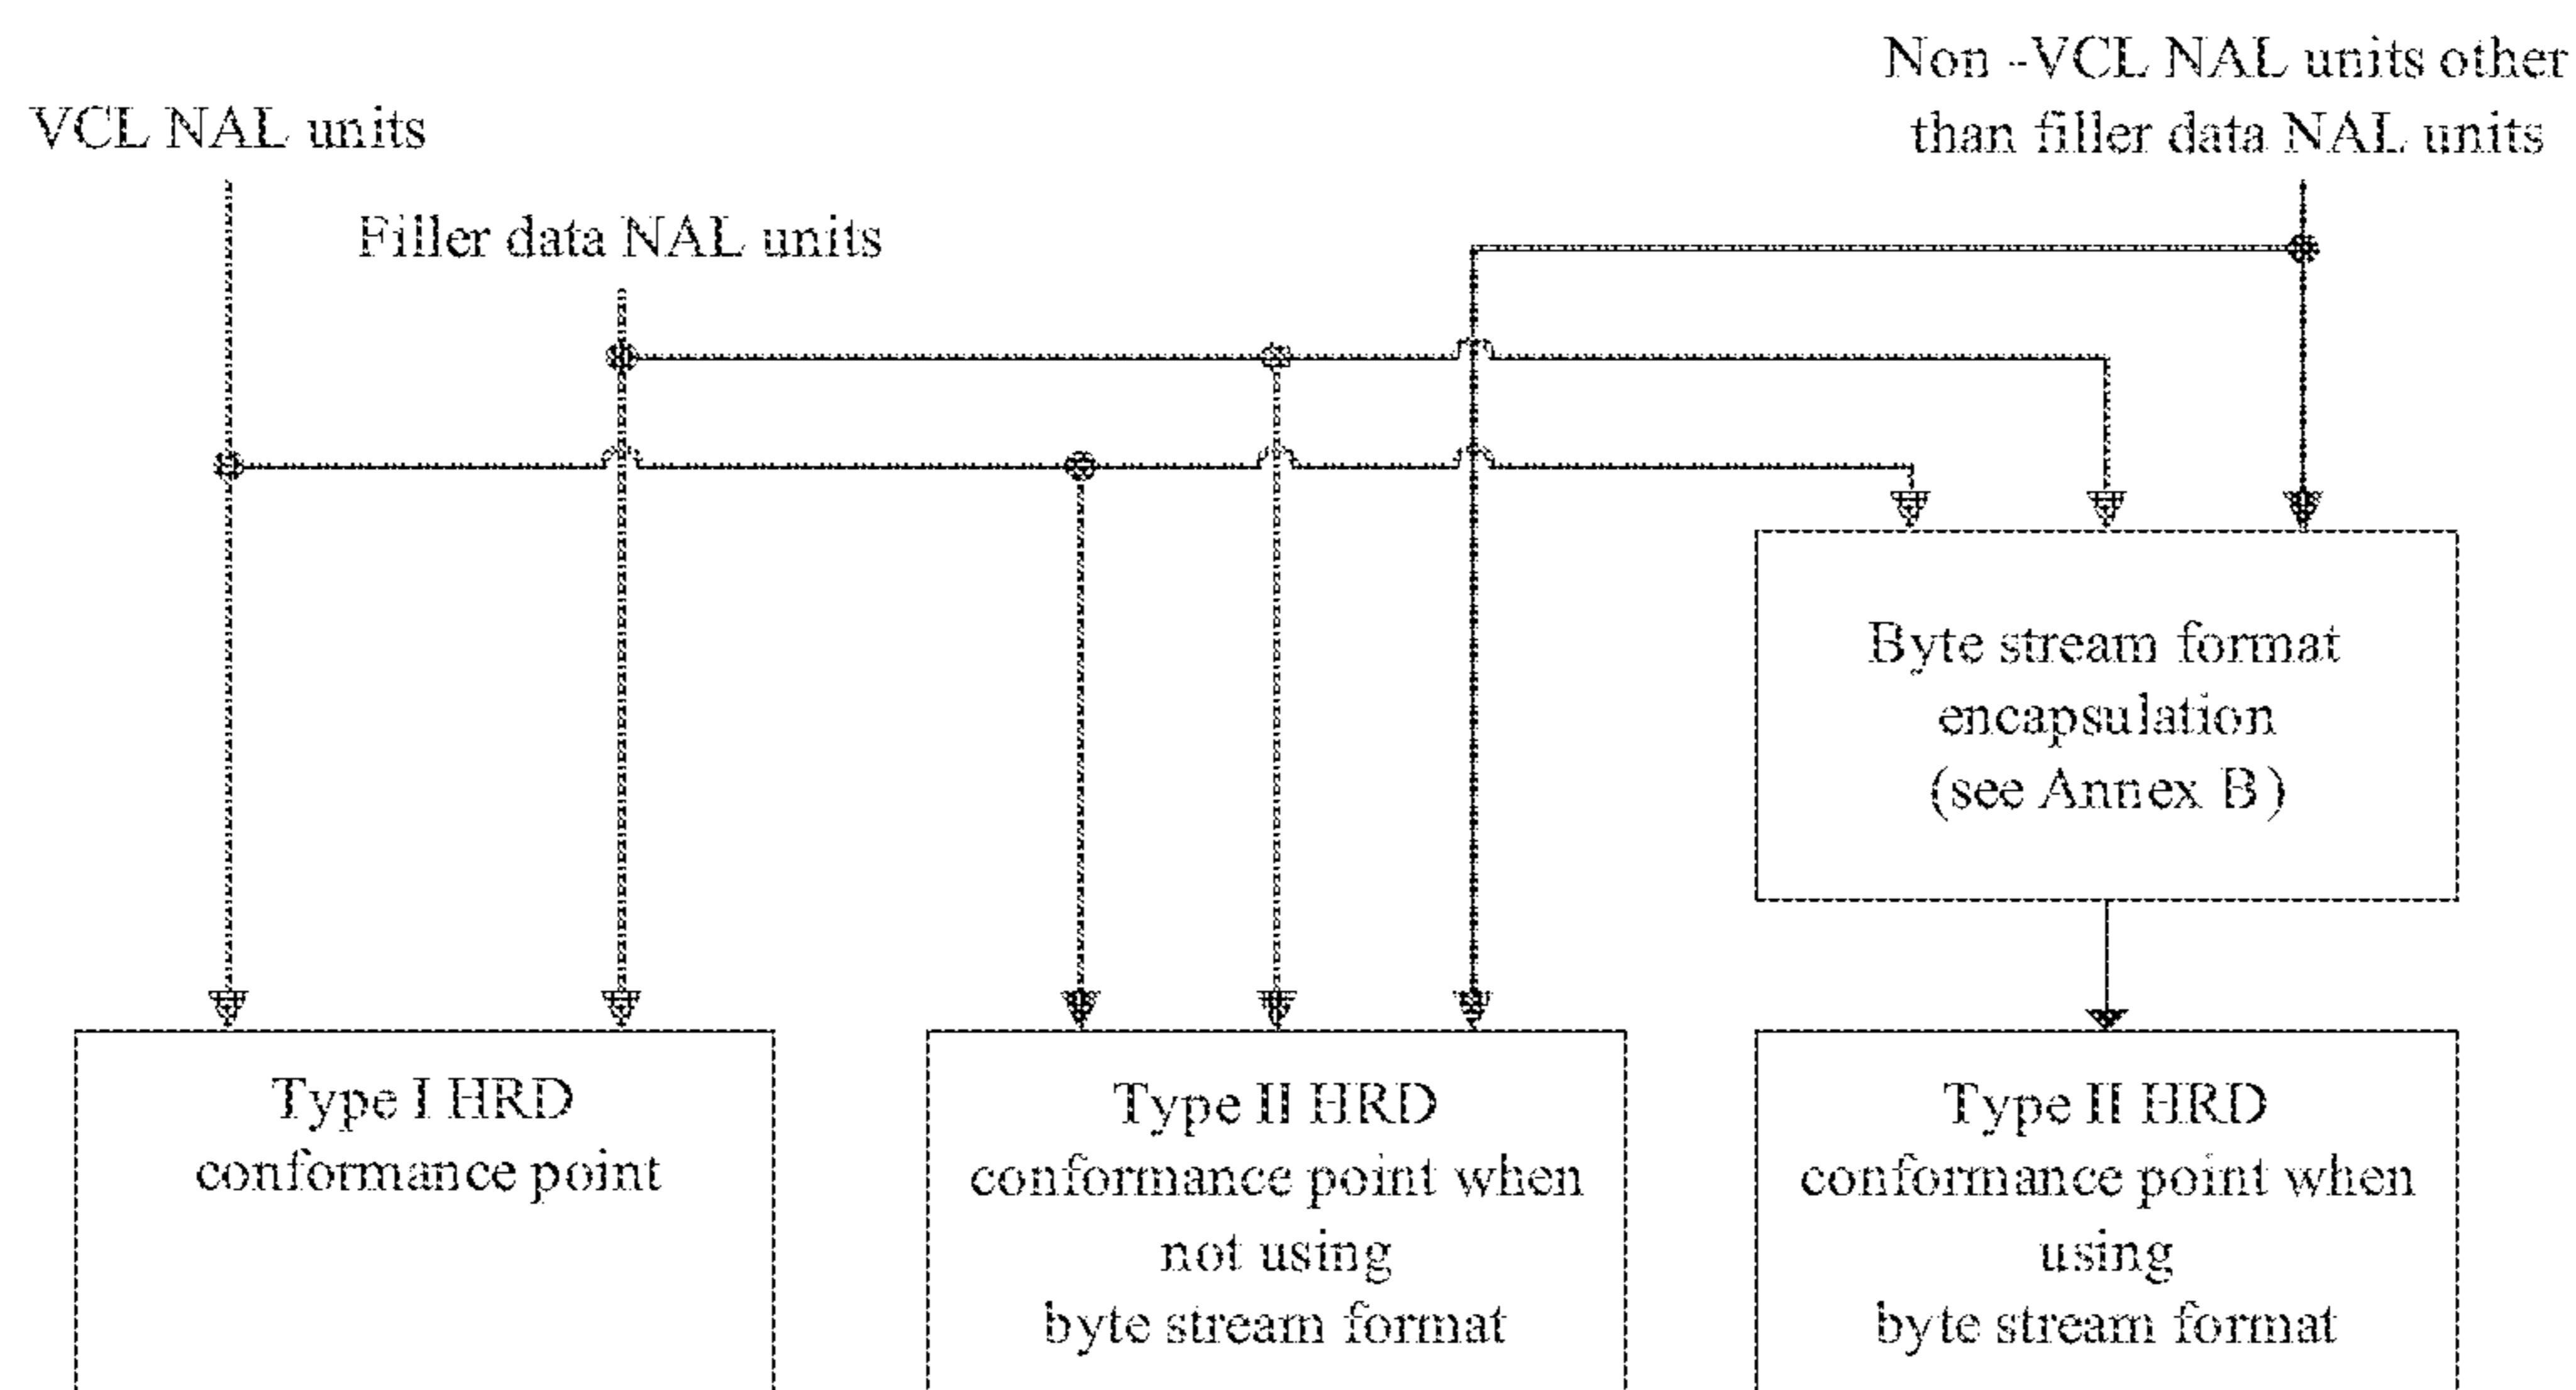 Non -VCL NAL units other
than filler data NAL units
VCL NAL units
Filler data NAL units
Byte stream format
encapsulation
(see Annex B)
Type I HRD
conformance point
Type II HRD
conformance point when
not using
byte stream format
Type II HRD
conformance point when
using
byte stream format